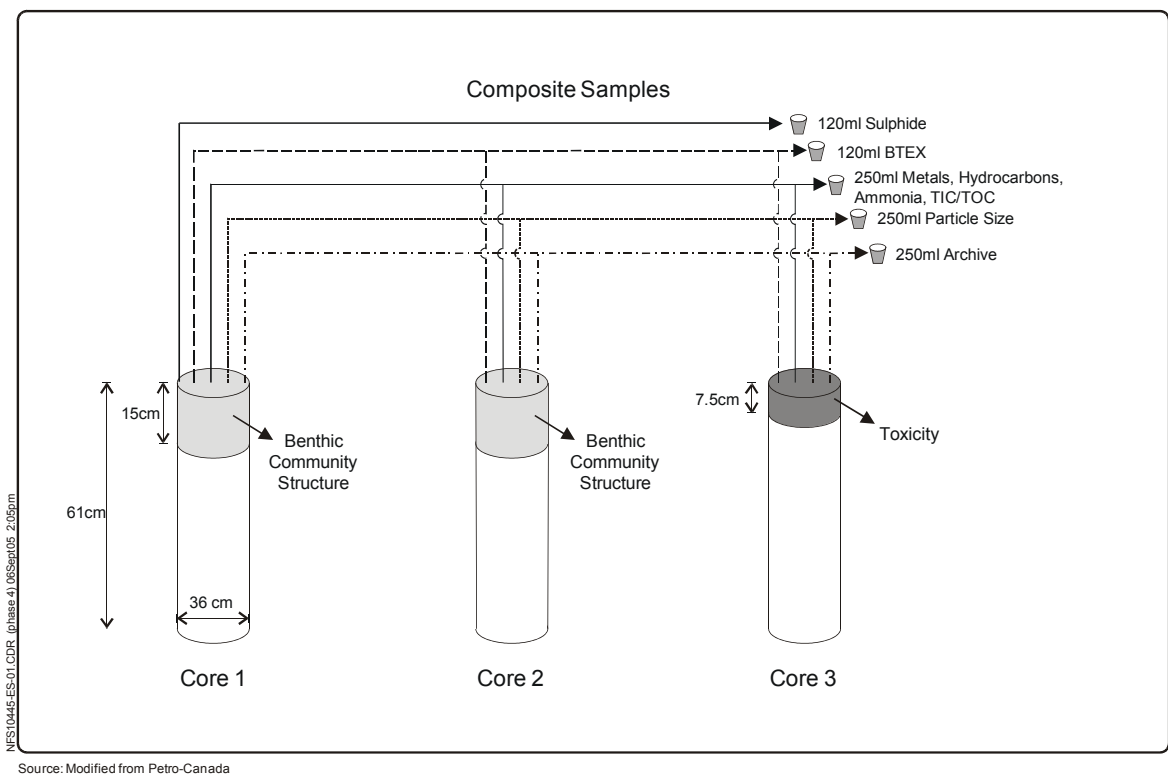 Composite Samples
120ml Sulphide
120ml BTEX
250ml Metals, Hydrocarbons,
Ammonia, TIC/TOC
250ml Particle Size
250ml Archive
15cm
Benthic
Community
Structure
61cm
36 cm
Core 1
Benthic
Community
Structure
Core 2
7.5cm
Toxicity
Core 3
NFS10445-ES-01.CDR (phase 4) 06Sept05 2:05pm
Source: Modified from Petro-Canada